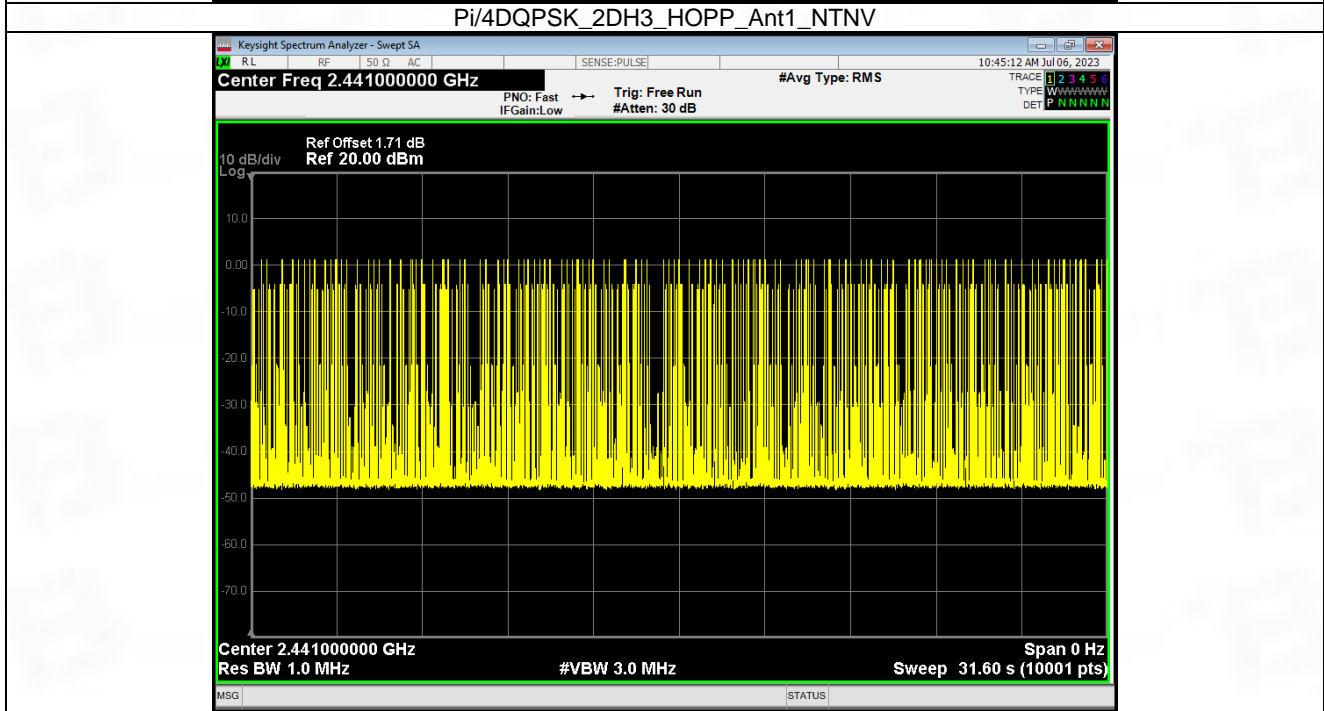 Pi/4DQPSK_2DH3_HOPP_Ant1_NTNV
Keysight Spectrum Analyzer - Swept SA
LXI RL RF 50 Ω AC SENSE:PULSE 10:45:12 AM Jul 06, 2023
Center Freq 2.441000000 GHz #Avg Type: RMS TRACE 1 2 3 4 5 6
PNO: Fast Trig: Free Run TYPE WWWWWW
IFGain:Low #Atten: 30 dB DET P N N N N N
Ref Offset 1.71 dB
10 dB/div Ref 20.00 dBm
Log
10.0
0.00
-10.0
-20.0
-30.0
-40.0
-50.0
-60.0
-70.0
Center 2.441000000 GHz Span 0 Hz
Res BW 1.0 MHz #VBW 3.0 MHz Sweep 31.60 s (10001 pts)
MSG STATUS